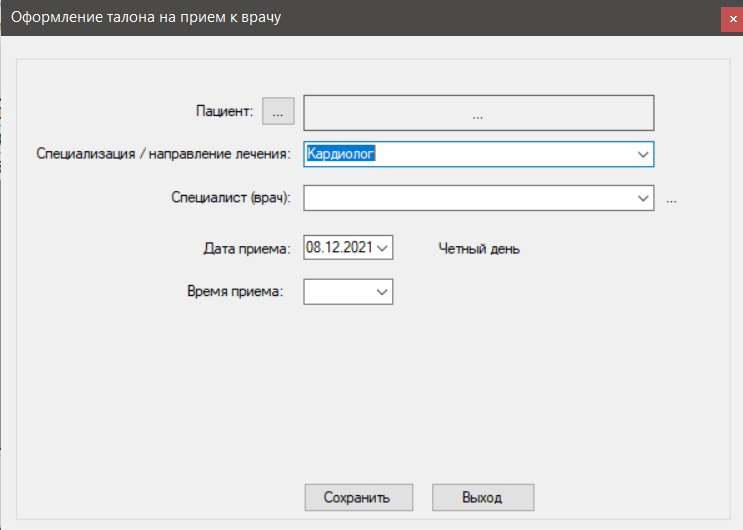 Оформление талона на прием к врачу
Пациент: ... ...
Специализация / направление лечения: Кардиолог
Специалист (врач): ...
Дата приема: 08.12.2021 Четный день
Время приема:
Сохранить Выход